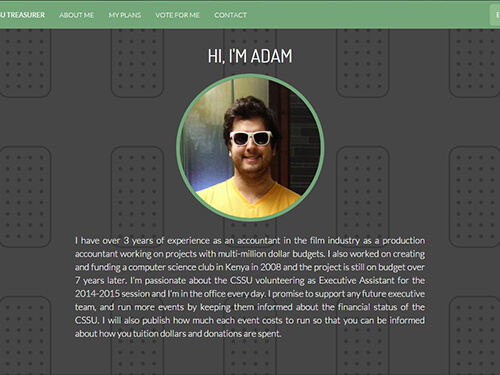 SU TREASURER ABOUT ME MY PLANS VOTE FOR ME CONTACT
HI, I'M ADAM
I have over 3 years of experience as an accountant in the film industry as a production
accountant working on projects with multi-million dollar budgets. I also worked on creating
and funding a computer science club in Kenya in 2008 and the project is still on budget over
7 years later. I'm passionate about the CSSU volunteering as Executive Assistant for the
2014-2015 session and I'm in the office every day. I promise to support any future executive
team, and run more events by keeping them informed about the financial status of the
CSSU. I will also publish how much each event costs to run so that you can be informed
about how you tuition dollars and donations are spent.